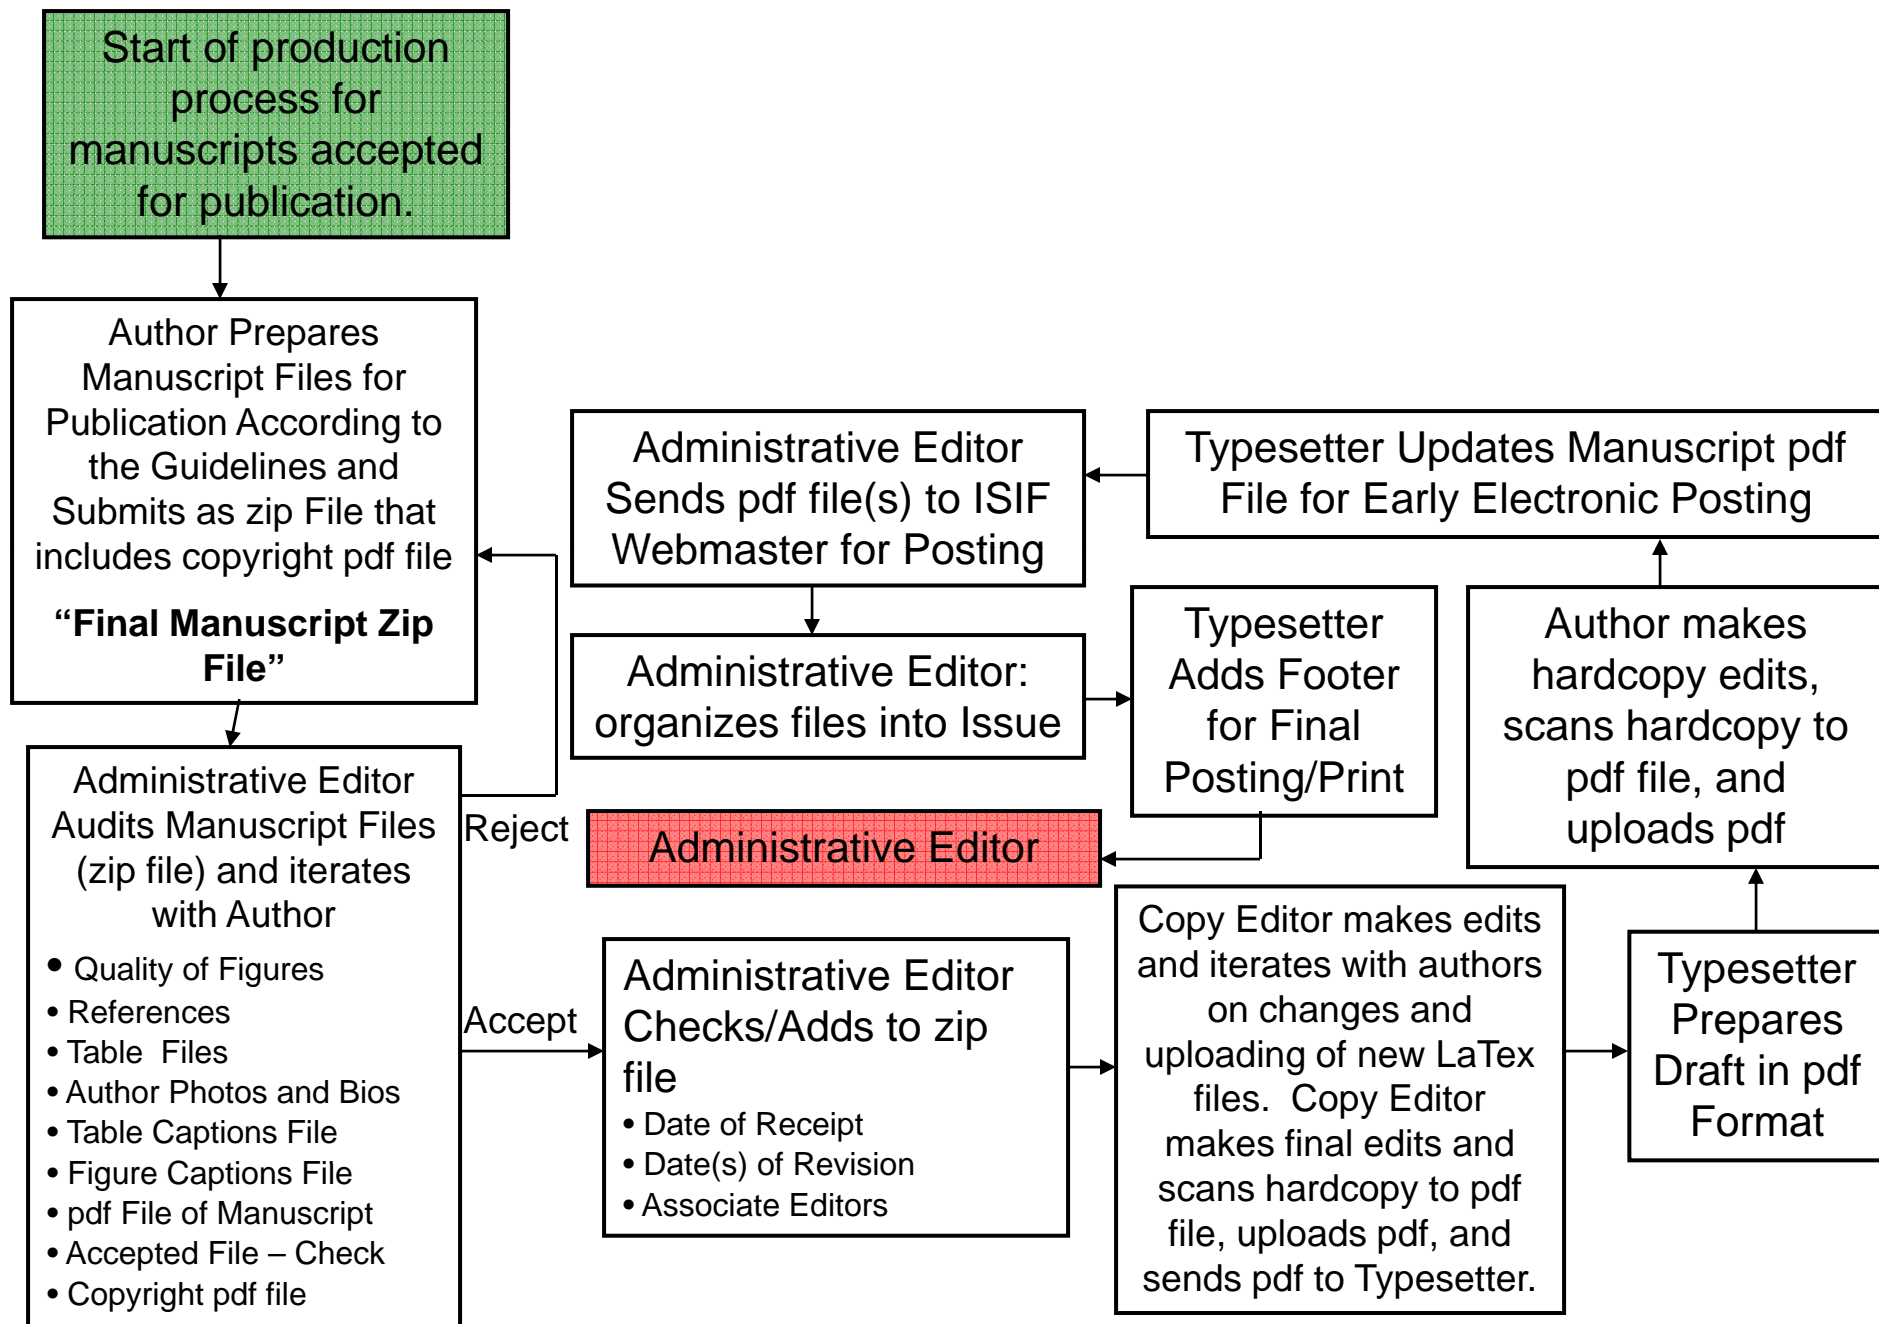 Start of production
process for
manuscripts accepted
for publication.
Author Prepares
Manuscript Files for
Publication According to
the Guidelines and
Submits as zip File that
includes copyright pdf file
“Final Manuscript Zip
File”
Administrative Editor
Audits Manuscript Files
(zip file) and iterates
with Author
• Quality of Figures
• References
• Table  Files
• Author Photos and Bios
• Table Captions File
• Figure Captions File
• pdf File of Manuscript
• Accepted File – Check
• Copyright pdf file
Reject
Accept
Administrative Editor
Checks/Adds to zip
file
• Date of Receipt
• Date(s) of Revision
• Associate Editors
Copy Editor makes edits
and iterates with authors
on changes and
uploading of new LaTex
files.  Copy Editor
makes final edits and
scans hardcopy to pdf
file, uploads pdf, and
sends pdf to Typesetter.
Typesetter
Prepares
Draft in pdf
Format
Author makes
hardcopy edits,
scans hardcopy to
pdf file, and
uploads pdf
Typesetter Updates Manuscript pdf
File for Early Electronic Posting
Administrative Editor
Sends pdf file(s) to ISIF
Webmaster for Posting
Administrative Editor:
organizes files into Issue
Typesetter
Adds Footer
for Final
Posting/Print
Administrative Editor